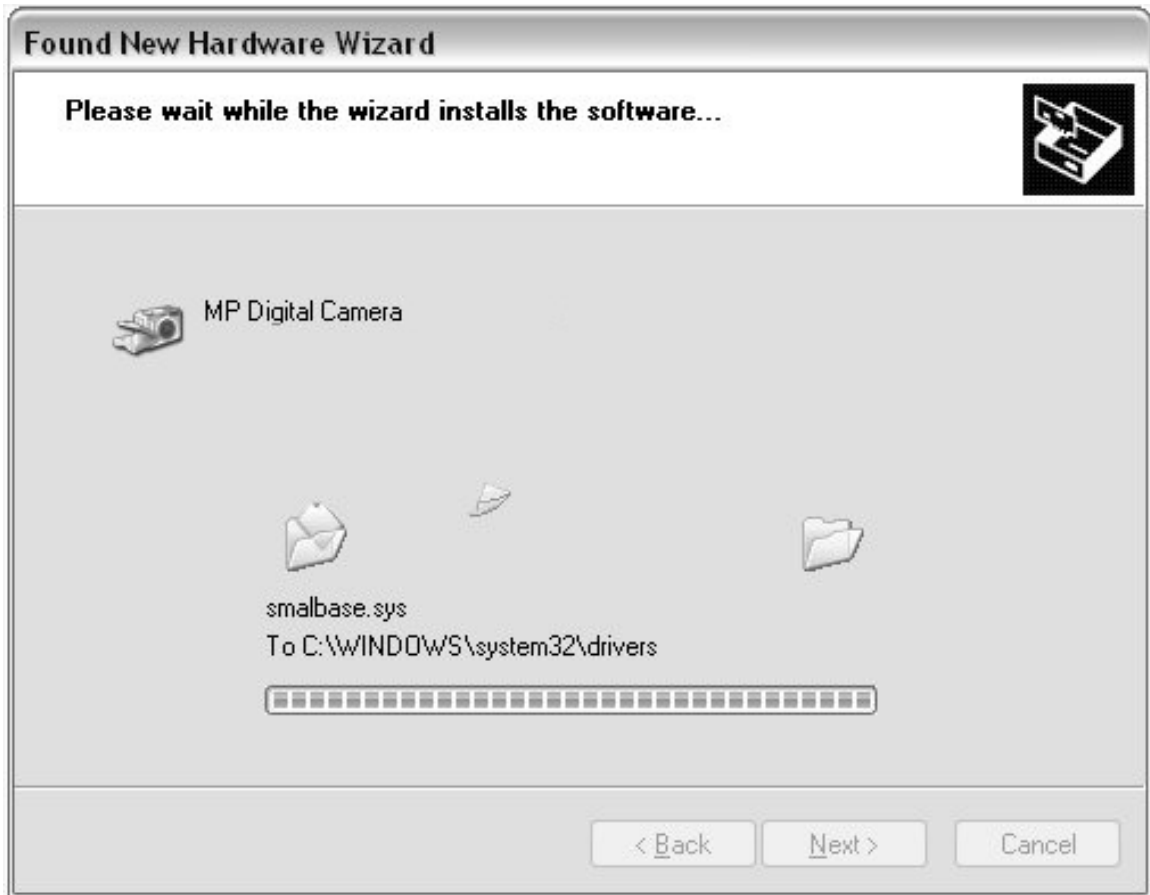 Found New Hardware Wizard
Please wait while the wizard installs the software...
MP Digital Camera
smalbase.sys
To C:\WINDOWS\system32\drivers
< Back
Next >
Cancel